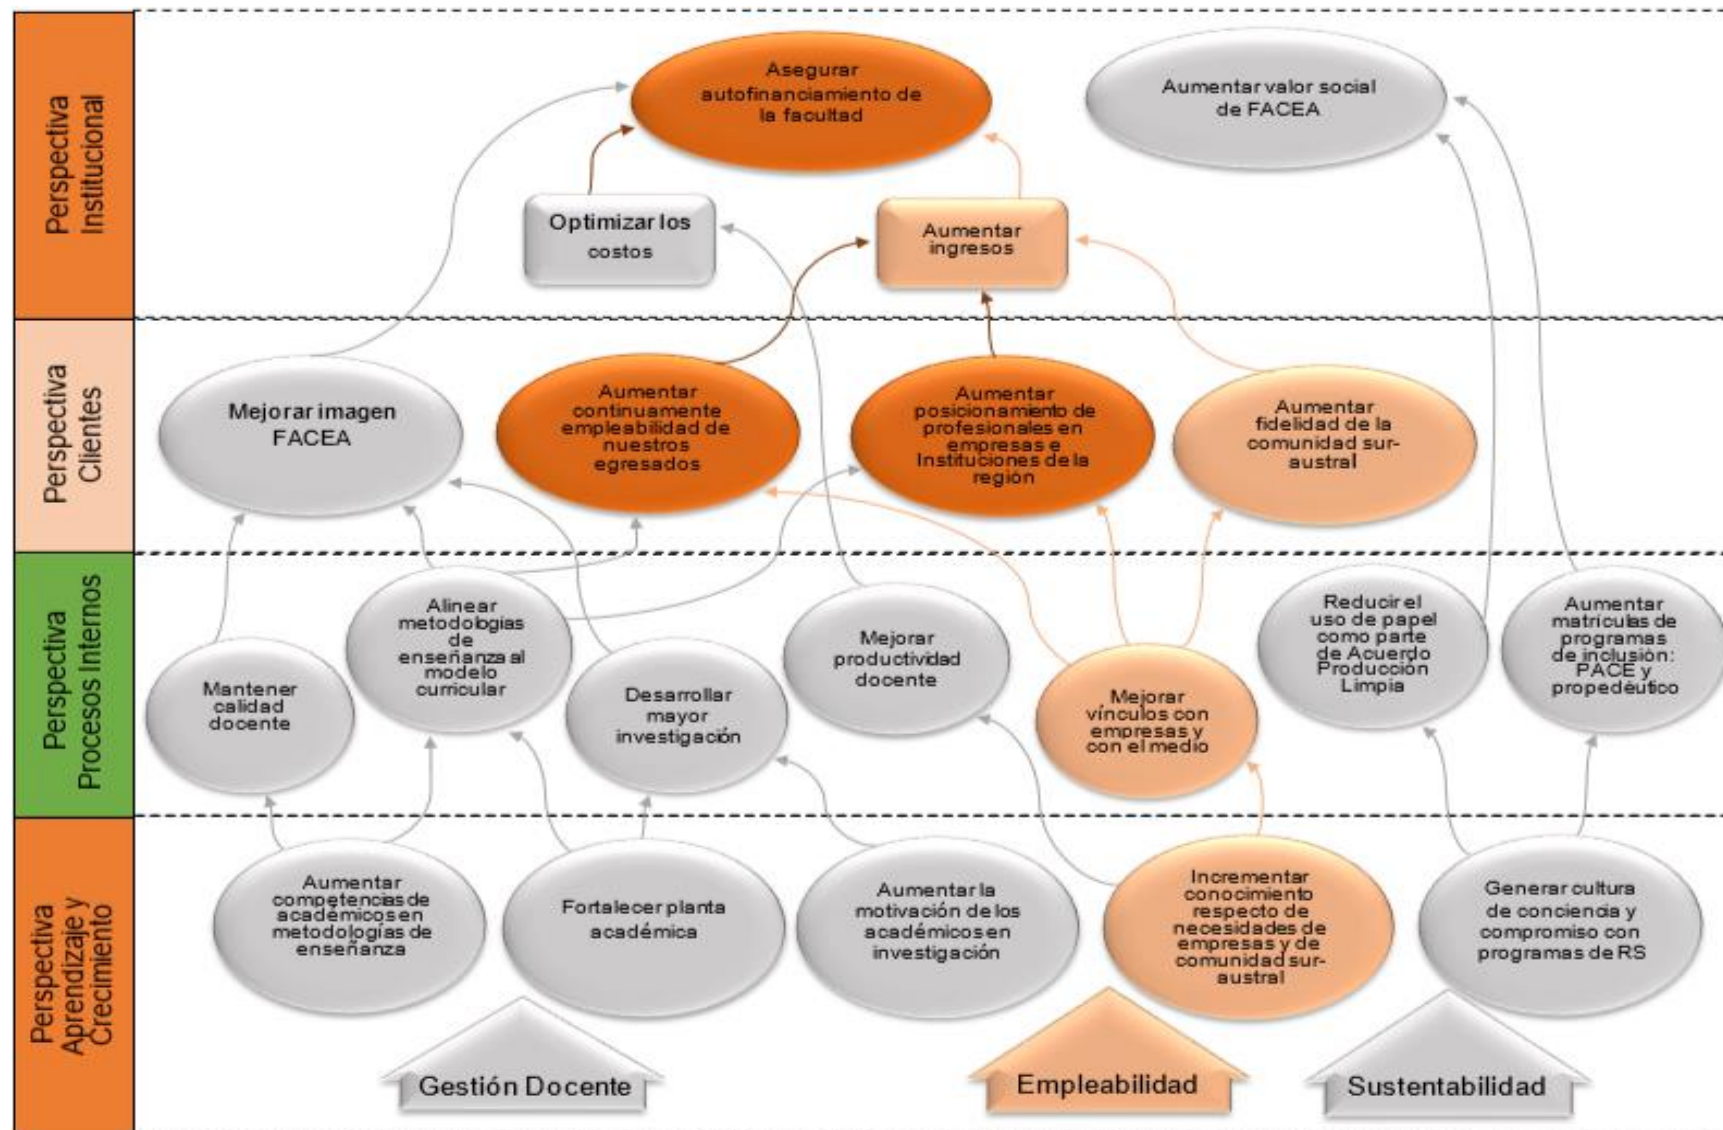 Perspectiva
Institucional
Asegurar
autofinanciamiento de
la facultad
Aumentar valor social
de FACEA
Optimizar los
costos
Aumentar
ingresos
Perspectiva
Clientes
Mejorar imagen
FACEA
Aumentar
continuamente
empleabilidad de
nuestros
egresados
Aumentar
posicionamiento de
profesionales en
empresas e
Instituciones de la
región
Aumentar
fidelidad de la
comunidad sur-
austral
Perspectiva
Procesos Internos
Mantener
calidad
docente
Alinear
metodologías
de
enseñanza al
modelo
curricular
Desarrollar
mayor
investigación
Mejorar
productividad
docente
Mejorar
vínculos con
empresas y
con el medio
Reducir el
uso de papel
como parte
de Acuerdo
Producción
Limpia
Aumentar
matrículas de
programas
de inclusión:
PACE y
propedéutico
Perspectiva
Aprendizaje y
Crecimiento
Aumentar
competencias de
académicos en
metodologías de
enseñanza
Fortalecer planta
académica
Aumentar la
motivación de los
académicos en
investigación
Incrementar
conocimiento
respecto de
necesidades de
empresas y de
comunidad sur-
austral
Generar cultura
de conciencia y
compromiso con
programas de RS
Gestión Docente
Empleabilidad
Sustentabilidad